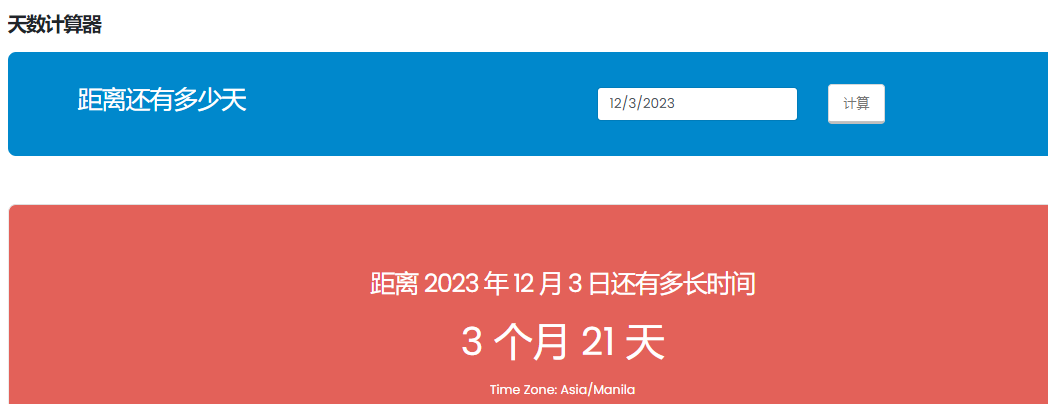 天数计算器
距离还有多少天
12/3/2023
计算
距离 2023 年 12 月 3 日还有多长时间
3 个月 21 天
Time Zone: Asia/Manila